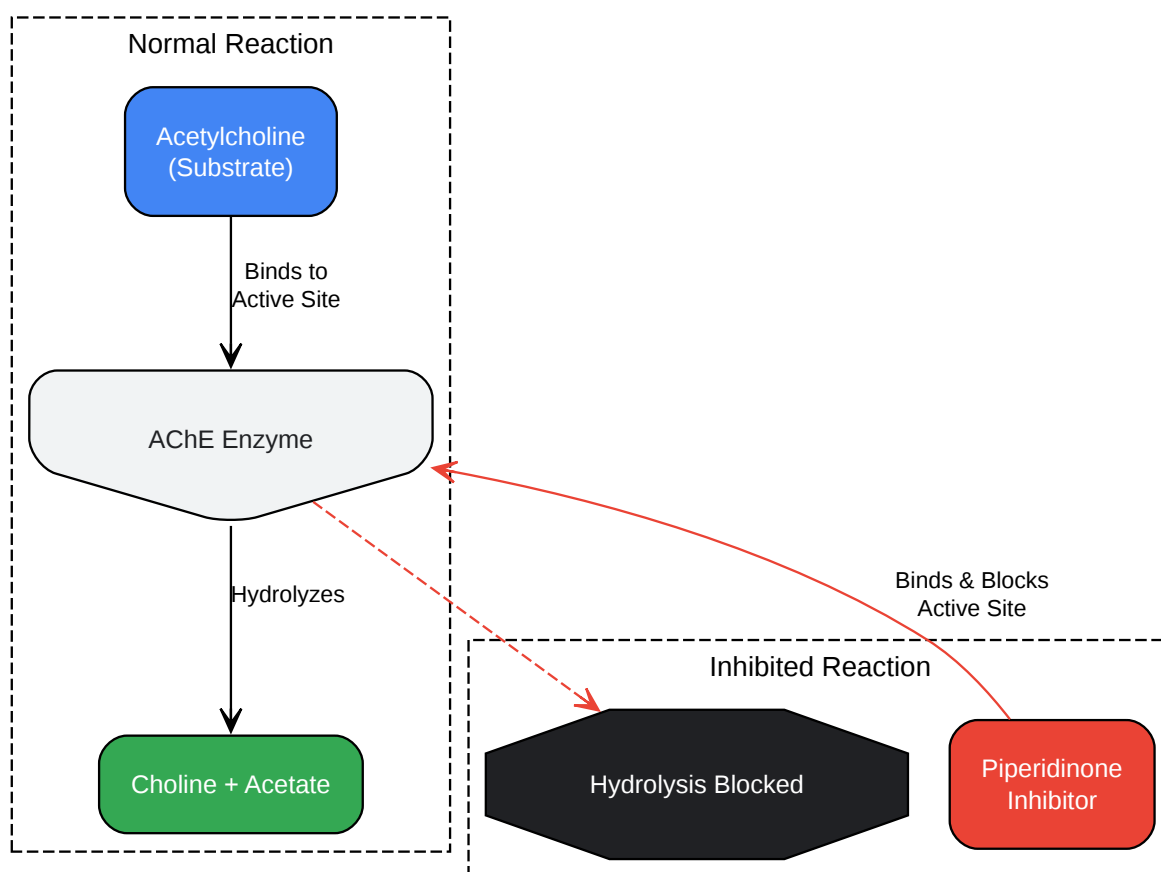 Normal Reaction
Acetylcholine
(Substrate)
Binds to
Active Site
AChE Enzyme
Hydrolyzes
Choline + Acetate
Binds & Blocks
Active Site
Inhibited Reaction
Hydrolysis Blocked
Piperidinone
Inhibitor